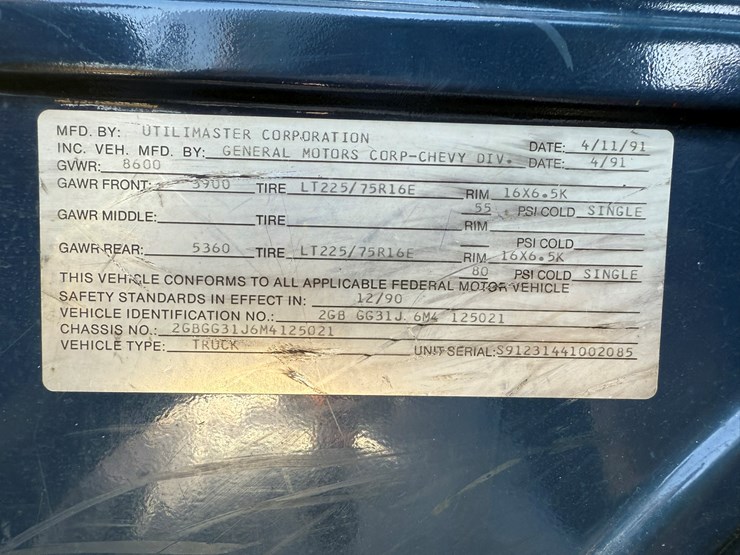 MFD. BY: UTILIMASTER CORPORATION DATE: 4/11/91
INC. VEH. MFD. BY: GENERAL MOTORS CORP-CHEVY DIV. DATE: 4/91
GVWR: 8600
GAWR FRONT: 3900 TIRE LT225/75R16E RIM 16X6.5K
55 PSI COLD SINGLE
GAWR MIDDLE: TIRE RIM
PSI COLD
GAWR REAR: 5360 TIRE LT225/75R16E RIM 16X6.5K
80 PSI COLD SINGLE
THIS VEHICLE CONFORMS TO ALL APPLICABLE FEDERAL MOTOR VEHICLE
SAFETY STANDARDS IN EFFECT IN: 12/90
VEHICLE IDENTIFICATION NO.: 2GB GG31J 6M4 125021
CHASSIS NO.: 2GBGG31J6M4125021
VEHICLE TYPE: TRUCK UNIT SERIAL: S91231441002085